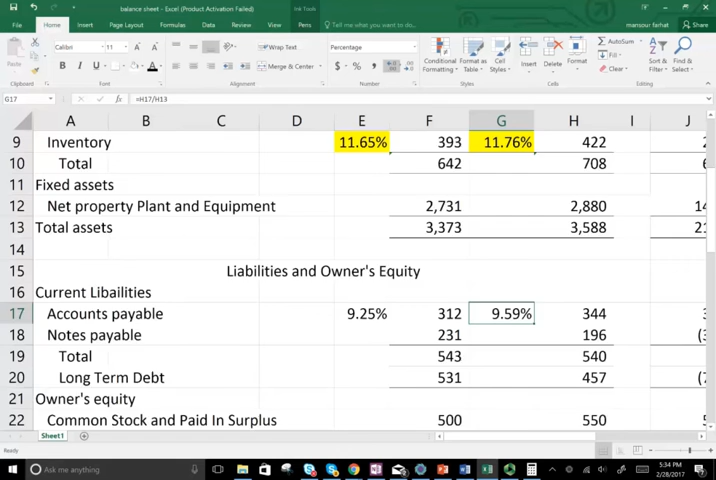 balance sheet - Excel (Product Activation Failed)
Ink Tools
File Home Insert Page Layout Formulas Data Review View Pens Tell me what you want to do... mansour farhat Share
Calibri 11 Wrap Text Percentage AutoSum
Paste B I U A Merge & Center $ % Conditional Formatting Format as Table Cell Styles Insert Delete Format Fill Clear Sort & Filter Find & Select
Clipboard Font Alignment Number Styles Cells Editing
G17 fx =H17/H13
A B C D E F G H I J
9 Inventory 11.65% 393 11.76% 422
10 Total 642 708
11 Fixed assets
12 Net property Plant and Equipment 2,731 2,880 14
13 Total assets 3,373 3,588 21
14
15 Liabilities and Owner's Equity
16 Current Libailities
17 Accounts payable 9.25% 312 9.59% 344
18 Notes payable 231 196
19 Total 543 540
20 Long Term Debt 531 457
21 Owner's equity
22 Common Stock and Paid In Surplus 500 550
Sheet1
Ready
Ask me anything 5:34 PM
2/28/2017